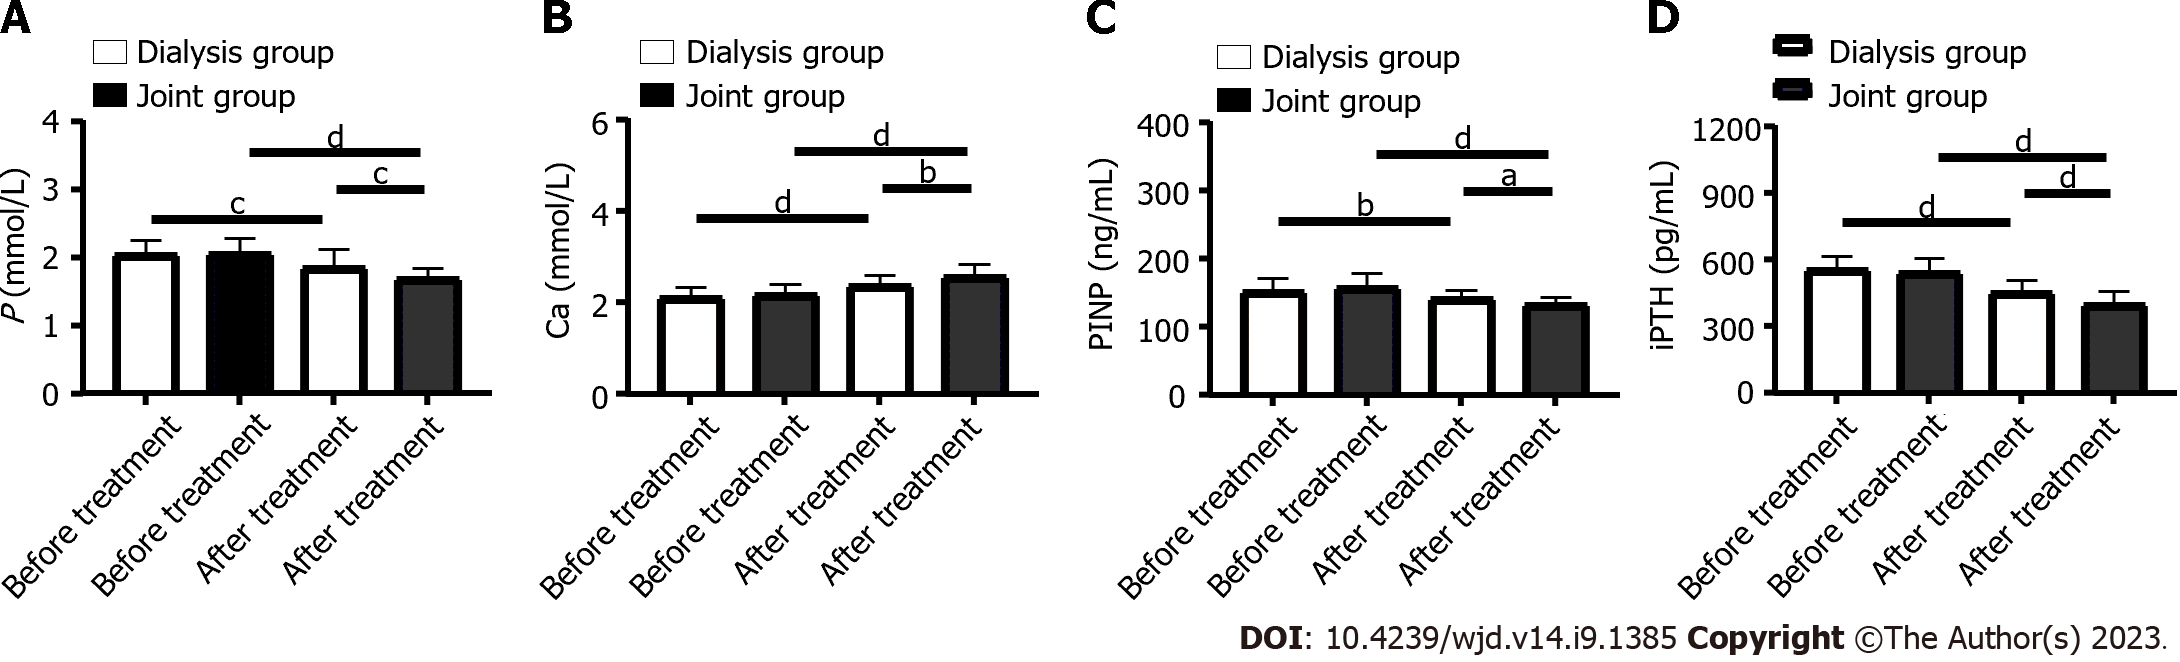 A
Dialysis group
Joint group
4
3
2
1
0
P (mmol/L)
d
c
c
Before treatment
Before treatment
After treatment
After treatment
B
Dialysis group
Joint group
6
4
2
0
Ca (mmol/L)
d
b
d
Before treatment
Before treatment
After treatment
After treatment
C
Dialysis group
Joint group
400
300
200
100
0
PINP (ng/mL)
d
a
b
Before treatment
Before treatment
After treatment
After treatment
D
Dialysis group
Joint group
1200
900
600
300
0
iPTH (pg/mL)
d
d
d
Before treatment
Before treatment
After treatment
After treatment
DOI: 10.4239/wjd.v14.i9.1385 Copyright ©The Author(s) 2023.